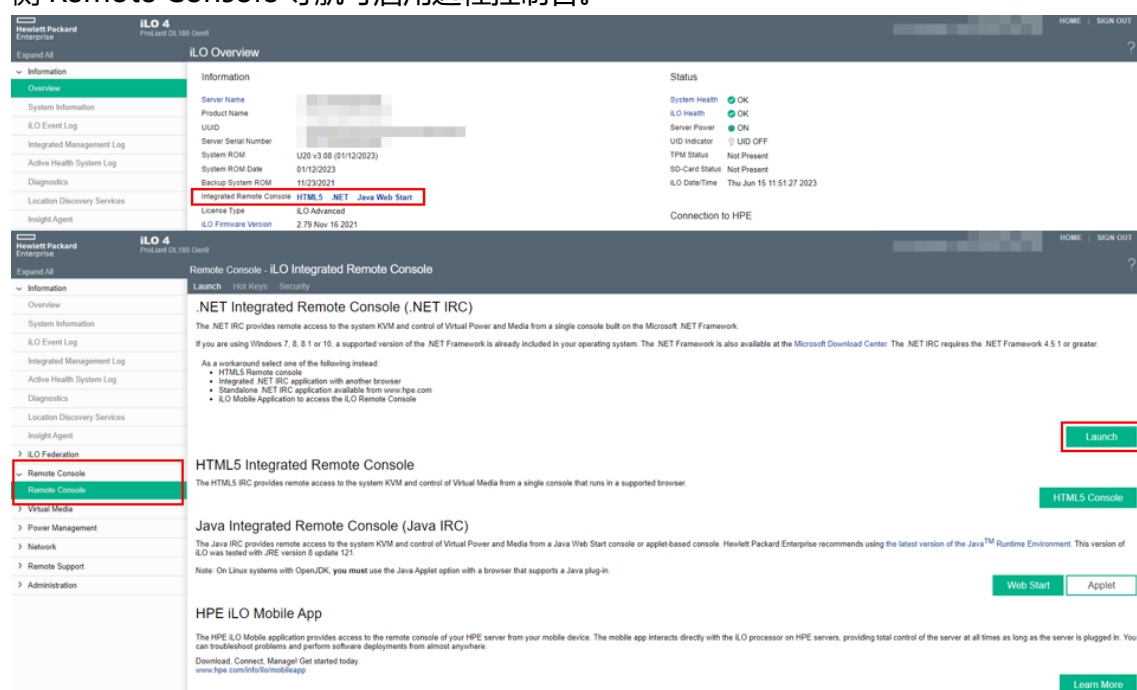 侧 Remote Console 导航可启用远程控制台。
Hewlett Packard
Enterprise
iLO 4
ProLiant DL180 Gen9
HOME | SIGN OUT
Expand All
iLO Overview
?
Information
Overview
System Information
iLO Event Log
Integrated Management Log
Active Health System Log
Diagnostics
Location Discovery Services
Insight Agent
Information
Server Name
Product Name
UUID
Server Serial Number
System ROM U20 v3.08 (01/12/2023)
System ROM Date 01/12/2023
Backup System ROM 11/23/2021
Integrated Remote Console HTML5 .NET Java Web Start
License Type iLO Advanced
iLO Firmware Version 2.79 Nov 16 2021
Status
System Health OK
iLO Health OK
Server Power ON
UID Indicator UID OFF
TPM Status Not Present
SD-Card Status Not Present
iLO Date/Time Thu Jun 15 11:51:27 2023
Connection to HPE
Hewlett Packard
Enterprise
iLO 4
ProLiant DL180 Gen9
HOME | SIGN OUT
Expand All
Remote Console - iLO Integrated Remote Console
?
Launch Hot Keys Security
Information
Overview
System Information
iLO Event Log
Integrated Management Log
Active Health System Log
Diagnostics
Location Discovery Services
Insight Agent
iLO Federation
Remote Console
Remote Console
Virtual Media
Power Management
Network
Remote Support
Administration
.NET Integrated Remote Console (.NET IRC)
The .NET IRC provides remote access to the system KVM and control of Virtual Power and Media from a single console built on the Microsoft .NET Framework.
If you are using Windows 7, 8, 8.1 or 10, a supported version of the .NET Framework is already included in your operating system. The .NET Framework is also available at the Microsoft Download Center. The .NET IRC requires the .NET Framework 4.5.1 or greater.
As a workaround select one of the following instead:
• HTML5 Remote console
• Integrated .NET IRC application with another browser
• Standalone .NET IRC application available from www.hpe.com
• iLO Mobile Application to access the iLO Remote Console
Launch
HTML5 Integrated Remote Console
The HTML5 IRC provides remote access to the system KVM and control of Virtual Media from a single console that runs in a supported browser.
HTML5 Console
Java Integrated Remote Console (Java IRC)
The Java IRC provides remote access to the system KVM and control of Virtual Power and Media from a Java Web Start console or applet-based console. Hewlett Packard Enterprise recommends using the latest version of the Java™ Runtime Environment. This version of
iLO was tested with JRE version 8 update 121.
Note: On Linux systems with OpenJDK, you must use the Java Applet option with a browser that supports a Java plug-in.
Web Start Applet
HPE iLO Mobile App
The HPE iLO Mobile application provides access to the remote console of your HPE server from your mobile device. The mobile app interacts directly with the iLO processor on HPE servers, providing total control of the server at all times as long as the server is plugged in. You
can troubleshoot problems and perform software deployments from almost anywhere.
Download. Connect. Manage! Get started today.
www.hpe.com/info/ilo/mobileapp
Learn More